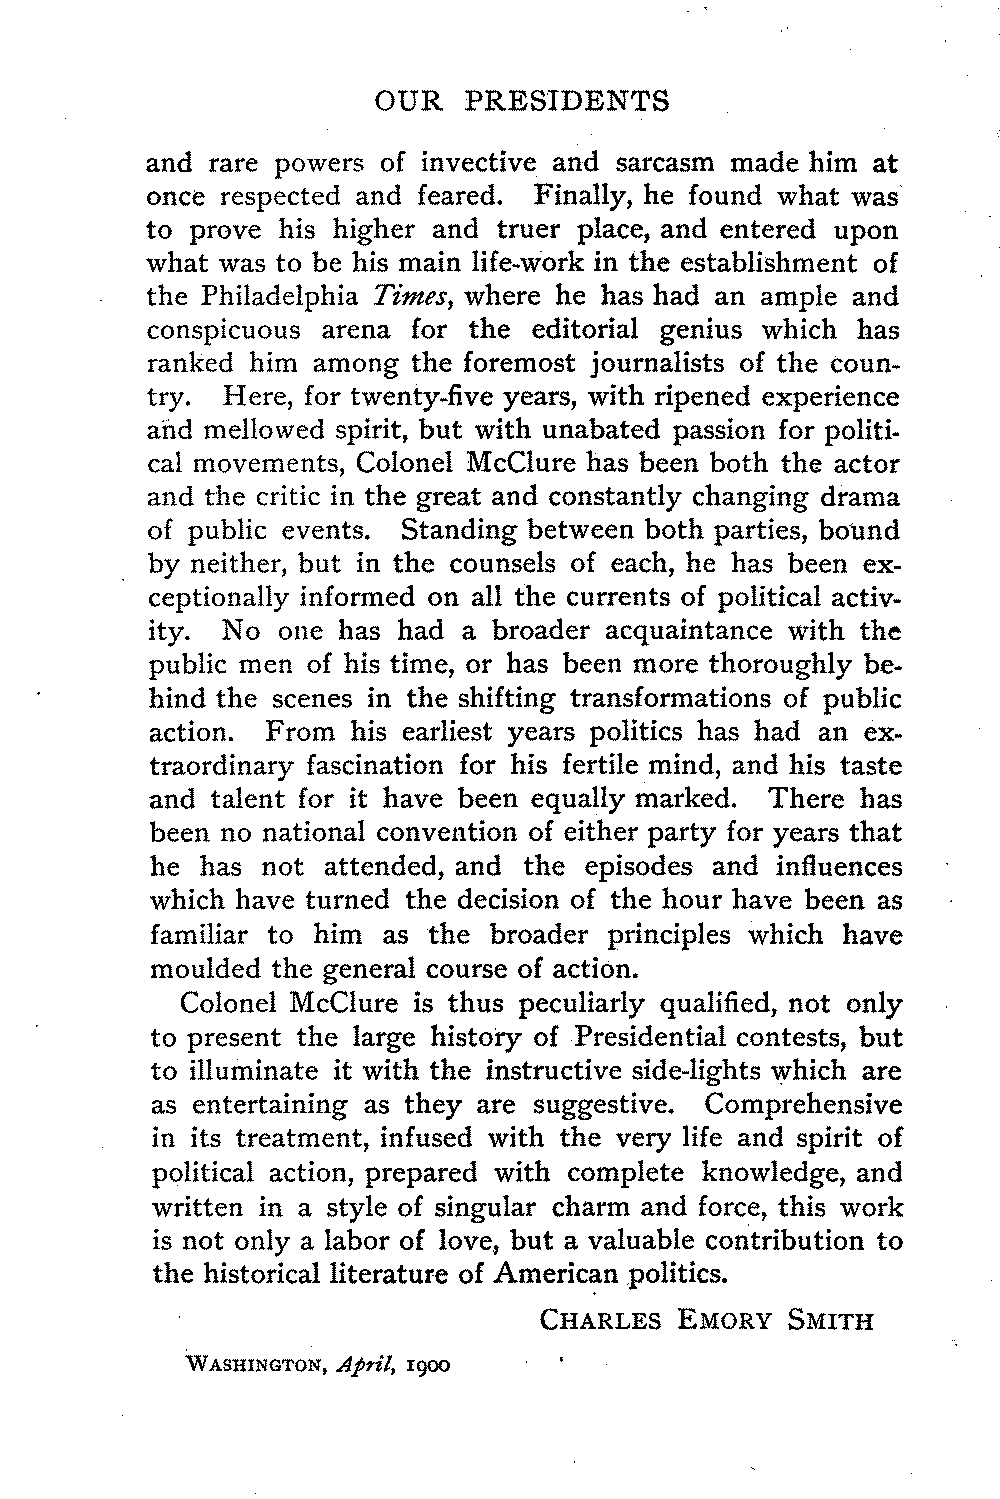 OUR PRESIDENTS
and rare powers of invective and sarcasm made him at
once respected and feared. Finally, he found what was
to prove his higher and truer place, and entered upon
what was to be his main life-work in the establishment of
the Philadelphia Times, where he has had an ample and
conspicuous arena for the editorial genius which has
ranked him among the foremost journalists of the coun-
try. Here, for twenty-five years, with ripened experience
and mellowed spirit, but with unabated passion for politi-
cal movements, Colonel McClure has been both the actor
and the critic in the great and constantly changing drama
of public events. Standing between both parties, bound
by neither, but in the counsels of each, he has been ex-
ceptionally informed on all the currents of political activ-
ity. No one has had a broader acquaintance with the
public men of his time, or has been more thoroughly be-
hind the scenes in the shifting transformations of public
action. From his earliest years politics has had an ex-
traordinary fascination for his fertile mind, and his taste
and talent for it have been equally marked. There has
been no national convention of either party for years that
he has not attended, and the episodes and influences
which have turned the decision of the hour have been as
familiar to him as the broader principles which have
moulded the general course of action.
Colonel McClure is thus peculiarly qualified, not only
to present the large history of Presidential contests, but
to illuminate it with the instructive side-lights which are
as entertaining as they are suggestive. Comprehensive
in its treatment, infused with the very life and spirit of
political action, prepared with complete knowledge, and
written in a style of singular charm and force, this work
is not only a labor of love, but a valuable contribution to
the historical literature of American politics.
CHARLES EMORY SMITH
WASHINGTON, April, 1900